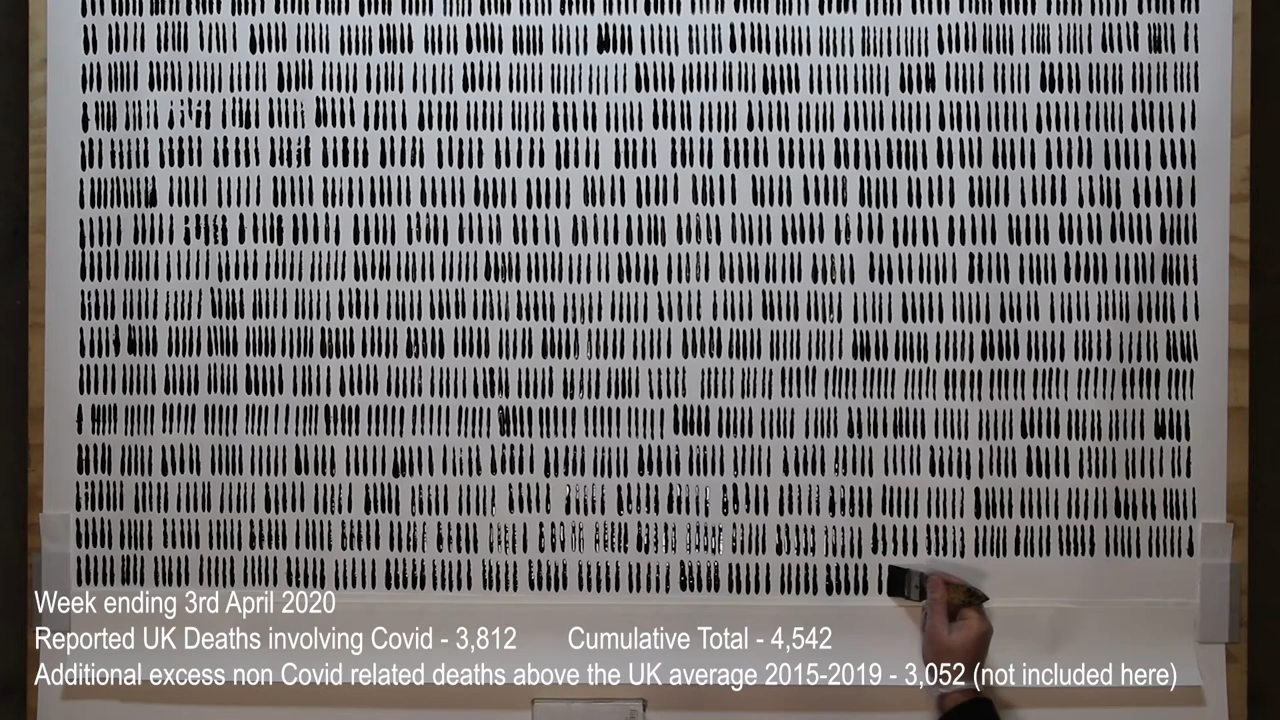 Week ending 3rd April 2020
Reported UK Deaths involving Covid - 3,812 Cumulative Total - 4,542
Additional excess non Covid related deaths above the UK average 2015-2019 - 3,052 (not included here)